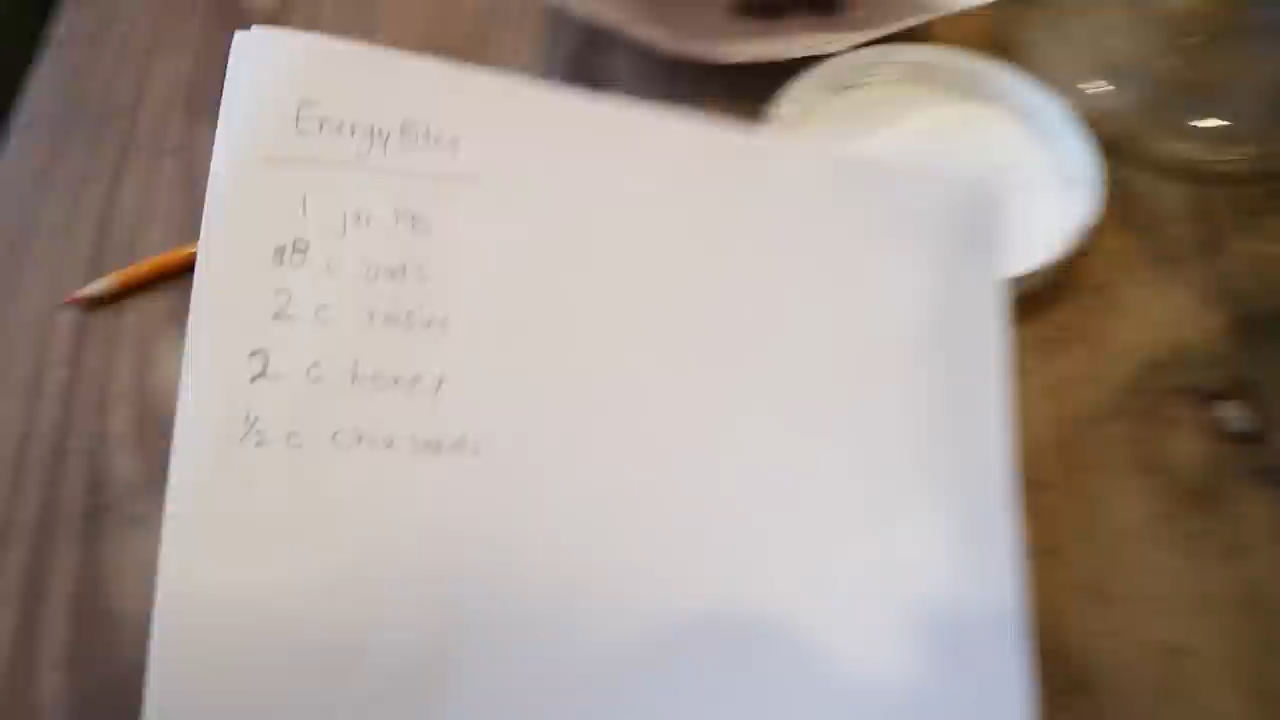 Energy Bites
1 jar PB
8 c oats
2 c raisins
2 c honey
1/2 c chia seeds